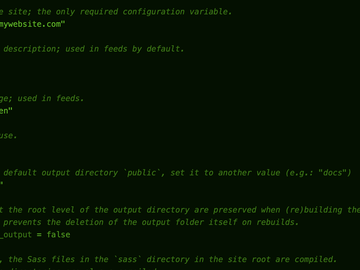 e site; the only required configuration variable.
mywebsite.com"
description; used in feeds by default.
ge; used in feeds.
en"
use.
default output directory `public`, set it to another value (e.g.: "docs")
"
t the root level of the output directory are preserved when (re)building the
prevents the deletion of the output folder itself on rebuilds.
_output = false
, the Sass files in the `sass` directory in the site root are compiled.